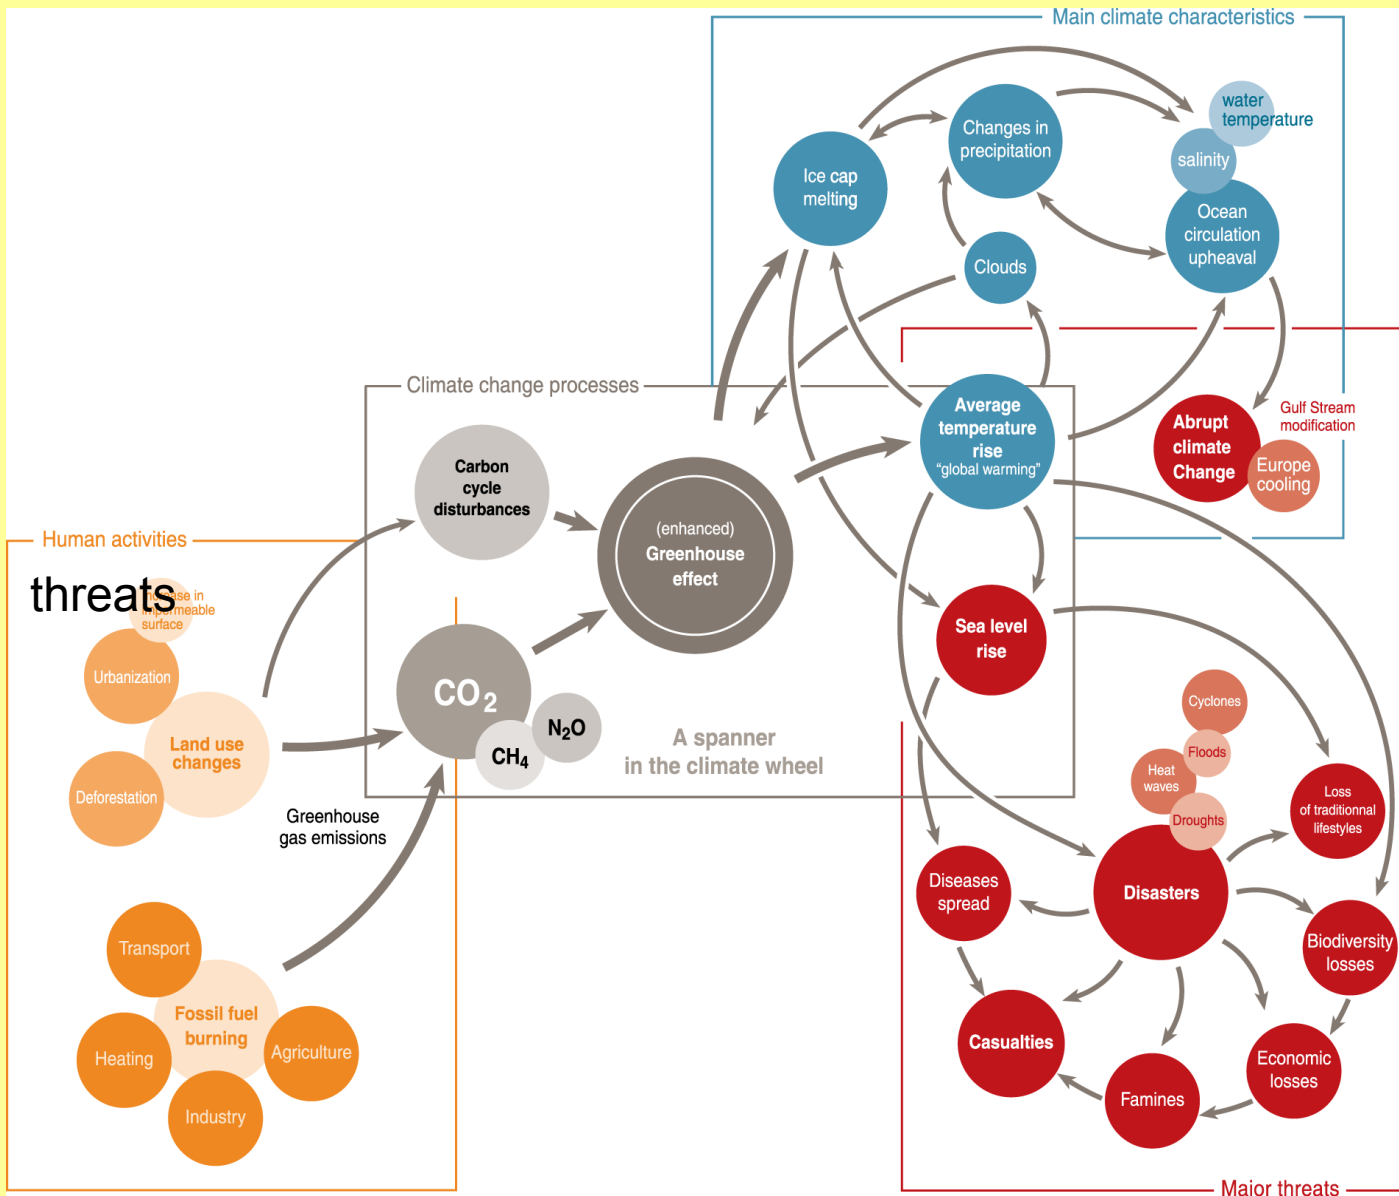 Main climate characteristics
water
temperature
salinity
Changes in
precipitation
Ice cap
melting
Ocean
circulation
upheaval
Clouds
Climate change processes
Average
temperature
rise
“global warming”
Abrupt
climate
Change
Gulf Stream
modification
Europe
cooling
Carbon
cycle
disturbances
(enhanced)
Greenhouse
effect
Human activities
threats
in
surface
Urbanization
Land use
changes
Deforestation
CO2
CH4
N2O
A spanner
in the climate wheel
Greenhouse
gas emissions
Sea level
rise
Cyclones
Floods
Heat
waves
Droughts
Loss
of traditionnal
lifestyles
Diseases
spread
Disasters
Biodiversity
losses
Transport
Fossil fuel
burning
Heating
Agriculture
Industry
Casualties
Economic
losses
Famines
Major threats